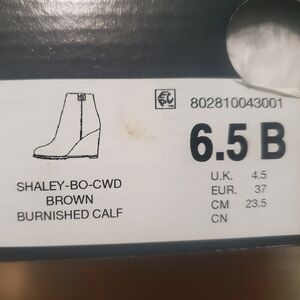 802810043001
6.5 B
U.K. 4.5
EUR. 37
CM 23.5
CN
SHALEY-BO-CWD
BROWN
BURNISHED CALF